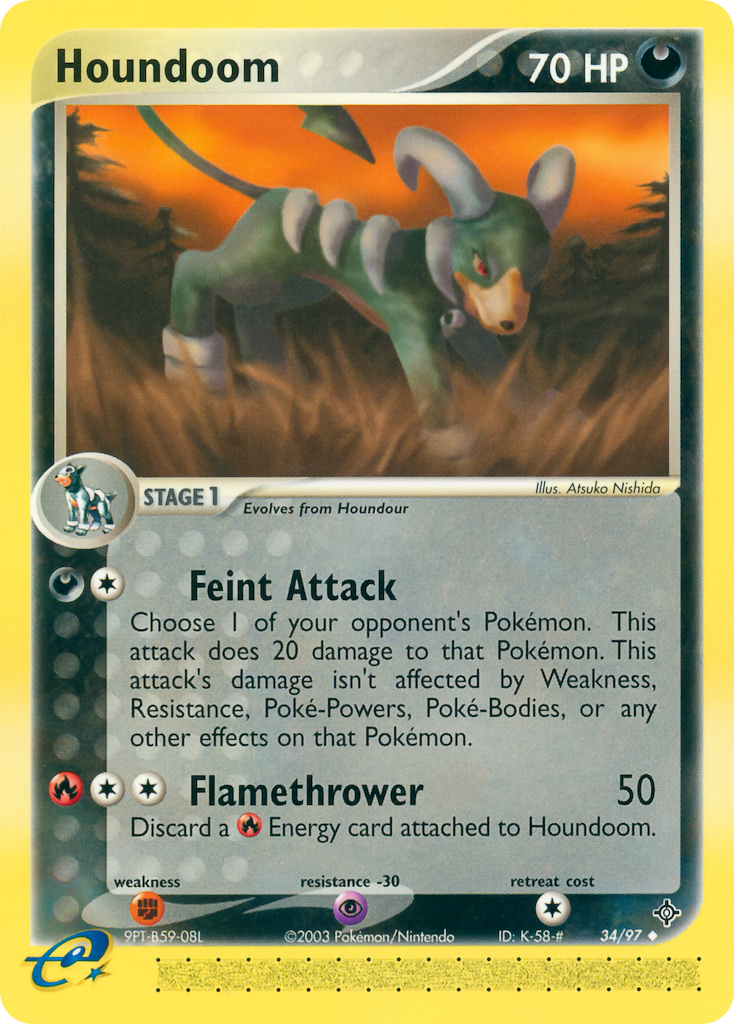 Houndoom
70 HP
Illus. Atsuko Nishida
STAGE 1
Evolves from Houndour
Feint Attack
Choose 1 of your opponent's Pokémon. This
attack does 20 damage to that Pokémon. This
attack's damage isn't affected by Weakness,
Resistance, Poké-Powers, Poké-Bodies, or any
other effects on that Pokémon.
Flamethrower 50
Discard a Energy card attached to Houndoom.
weakness resistance -30 retreat cost
9PT-B59-08L ©2003 Pokémon/Nintendo ID: K-58-# 34/97
e